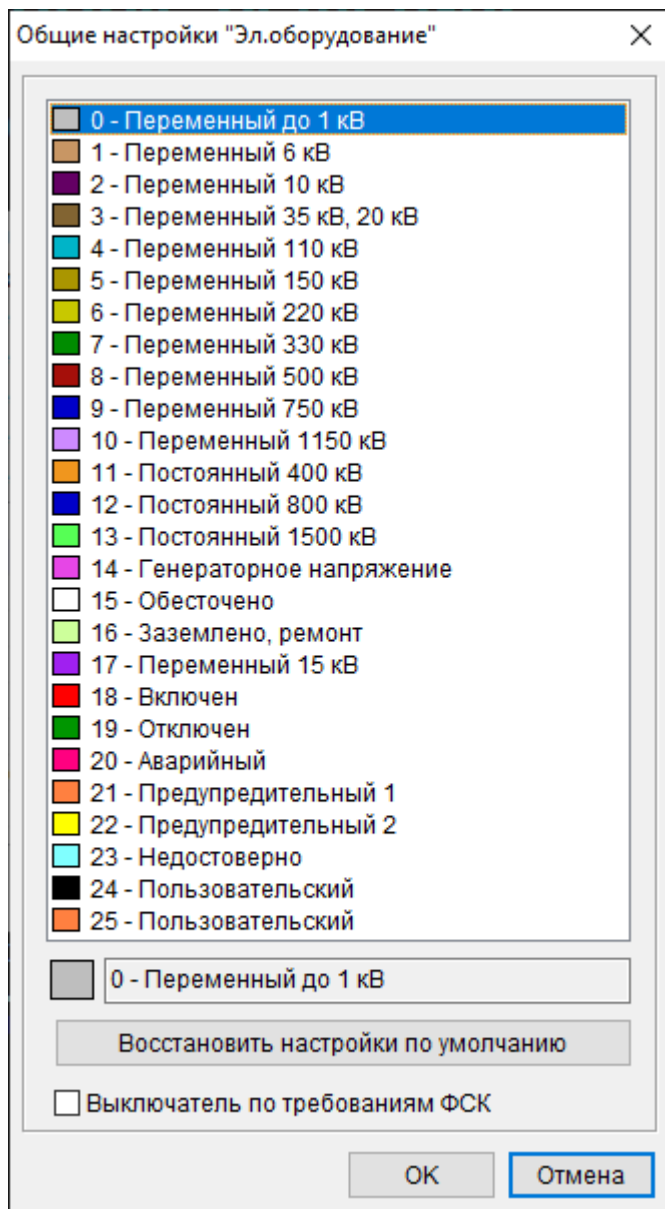 Общие настройки "Эл.оборудование"
0 - Переменный до 1 кВ
1 - Переменный 6 кВ
2 - Переменный 10 кВ
3 - Переменный 35 кВ, 20 кВ
4 - Переменный 110 кВ
5 - Переменный 150 кВ
6 - Переменный 220 кВ
7 - Переменный 330 кВ
8 - Переменный 500 кВ
9 - Переменный 750 кВ
10 - Переменный 1150 кВ
11 - Постоянный 400 кВ
12 - Постоянный 800 кВ
13 - Постоянный 1500 кВ
14 - Генераторное напряжение
15 - Обесточено
16 - Заземлено, ремонт
17 - Переменный 15 кВ
18 - Включен
19 - Отключен
20 - Аварийный
21 - Предупредительный 1
22 - Предупредительный 2
23 - Недостоверно
24 - Пользовательский
25 - Пользовательский
0 - Переменный до 1 кВ
Восстановить настройки по умолчанию
Выключатель по требованиям ФСК
OK Отмена